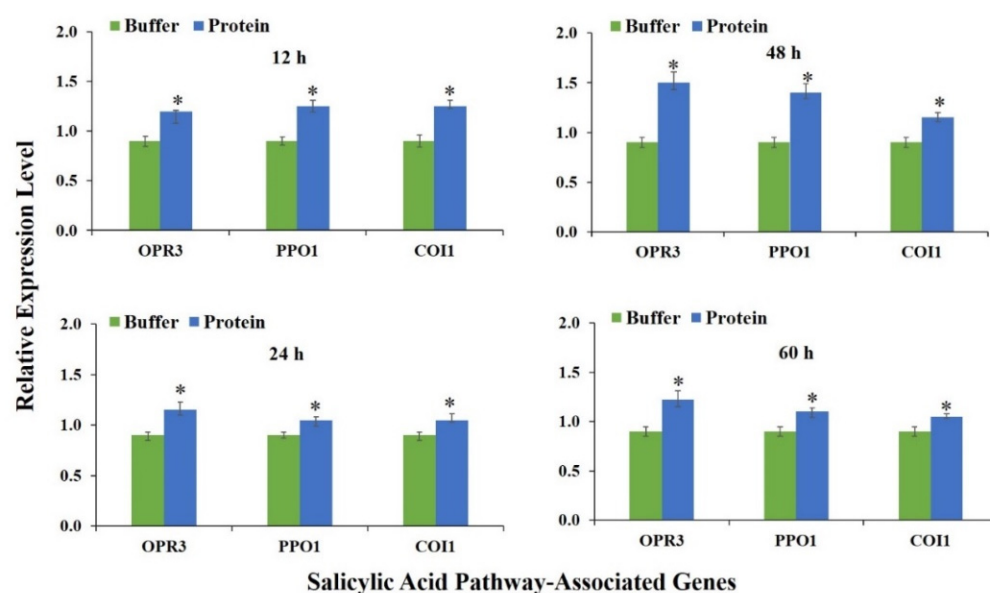 Relative Expression Level
Buffer Protein
12 h
2.0
1.5
1.0
0.5
0.0
* * *
OPR3 PPO1 COI1
Buffer Protein
48 h
2.0
1.5
1.0
0.5
0.0
* * *
OPR3 PPO1 COI1
Buffer Protein
24 h
2.0
1.5
1.0
0.5
0.0
* * *
OPR3 PPO1 COI1
Buffer Protein
60 h
2.0
1.5
1.0
0.5
0.0
* * *
OPR3 PPO1 COI1
Salicylic Acid Pathway-Associated Genes